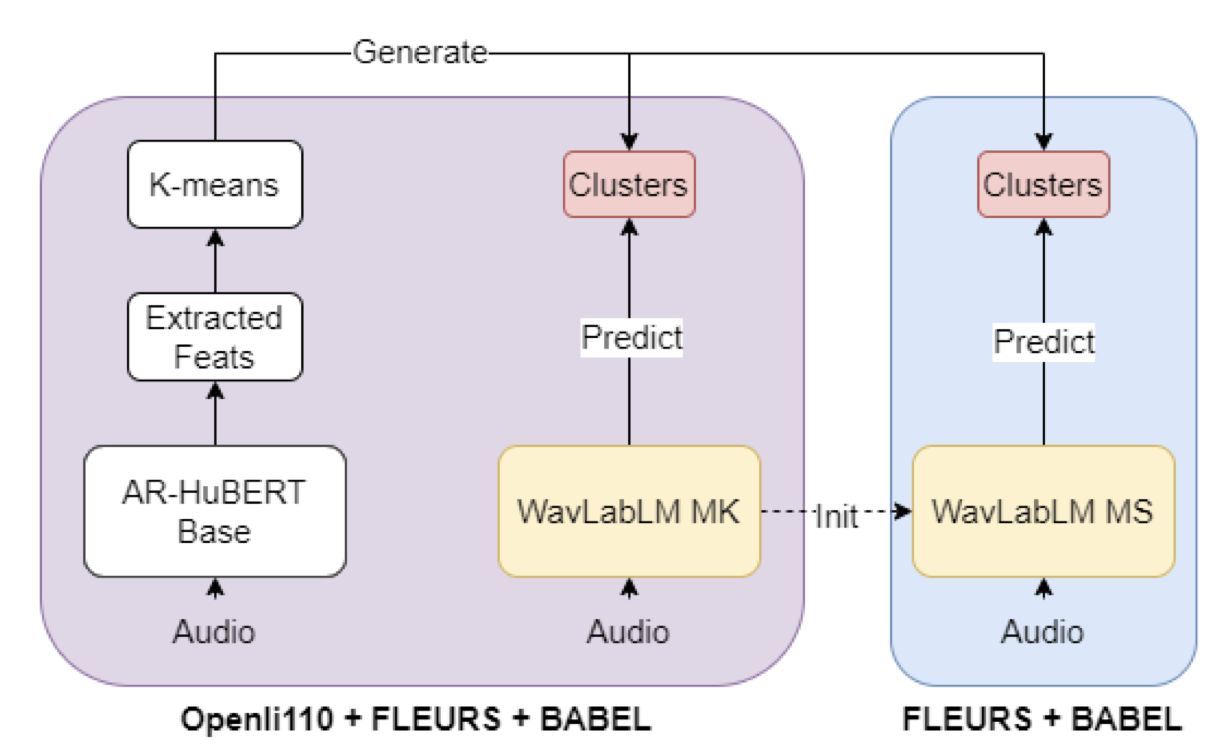 Generate
K-means
Clusters
Clusters
Extracted
Feats
Predict
Predict
AR-HuBERT
Base
WavLabLM MK
Init
WavLabLM MS
Audio
Audio
Audio
Openli110 + FLEURS + BABEL
FLEURS + BABEL